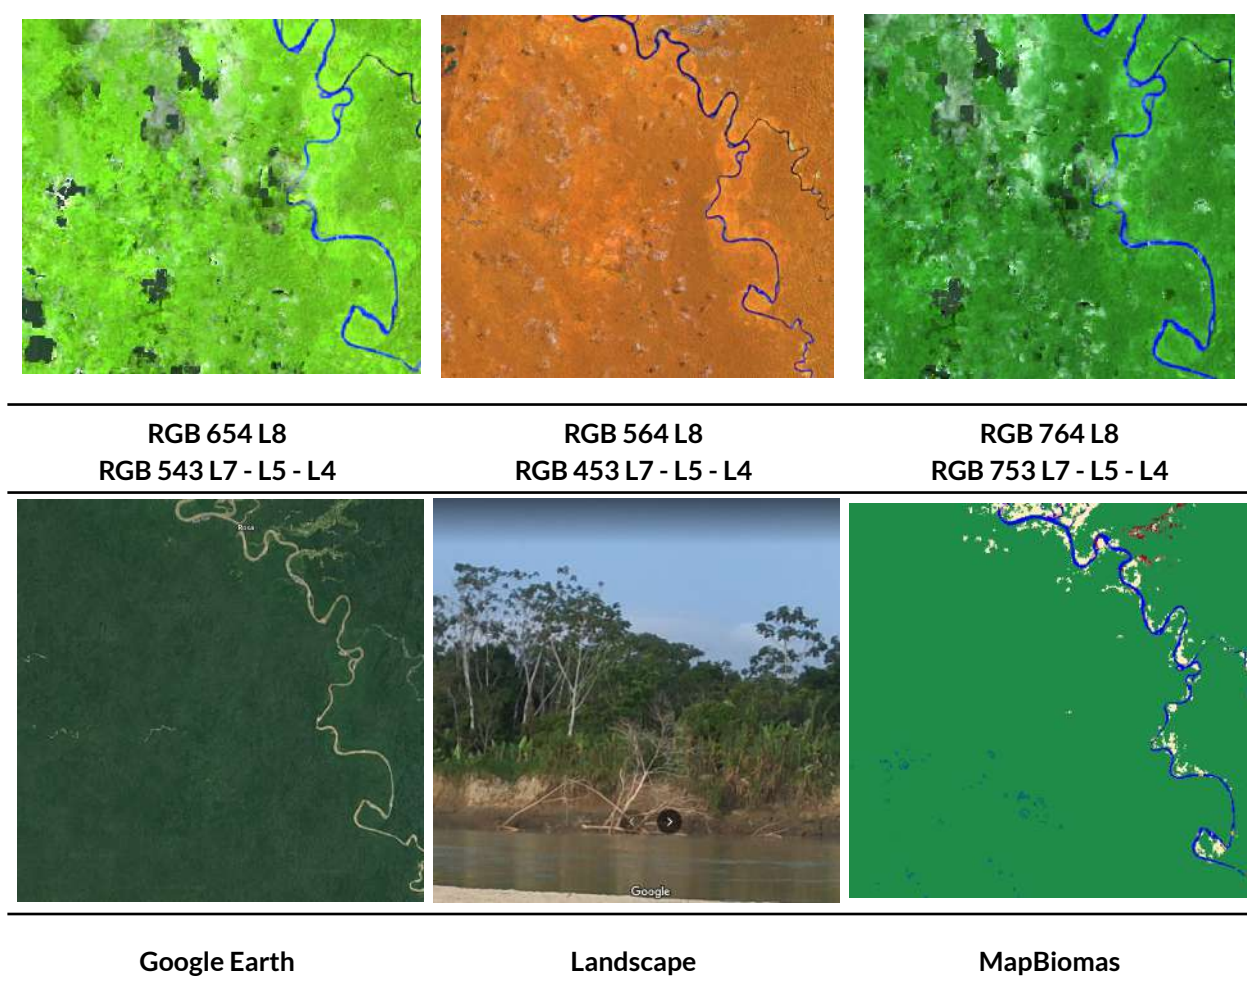 RGB 654 L8
RGB 543 L7 - L5 - L4
RGB 564 L8
RGB 453 L7 - L5 - L4
RGB 764 L8
RGB 753 L7 - L5 - L4
Rosa
Google
Google Earth
Landscape
MapBiomas